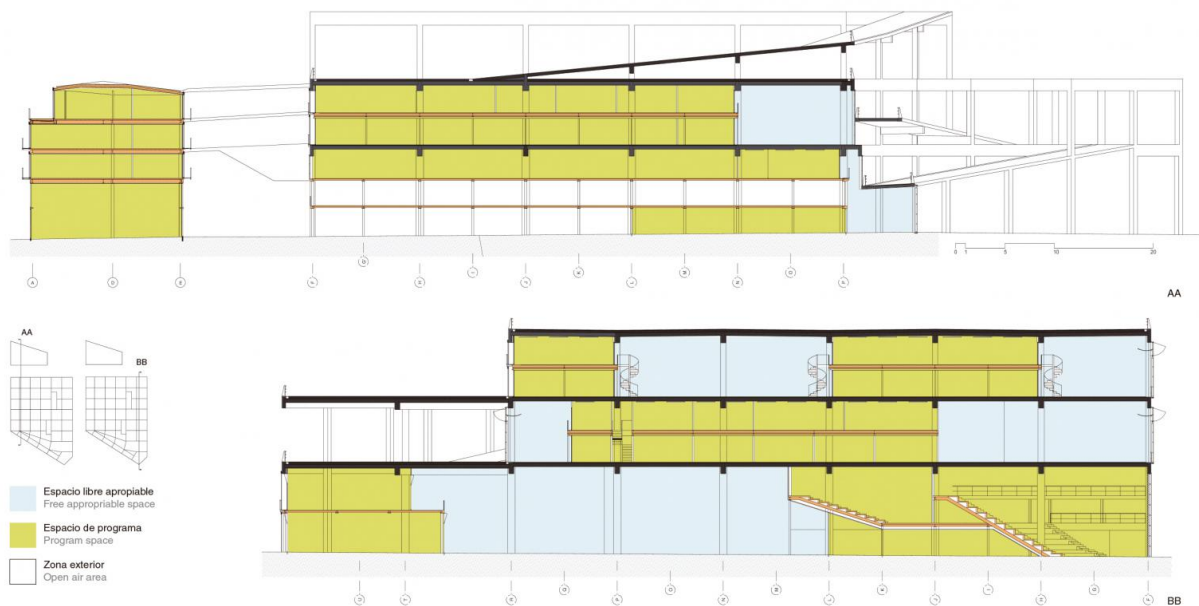 0 1 5 10 20
A
G
I
K
M
O
H
J
L
N
AA
AA
BB
Espacio libre apropiable
Free appropriable space
Espacio de programa
Program space
Zona exterior
Open air area
Q
O
M
K
I
G
P
N
L
J
H
F
BB